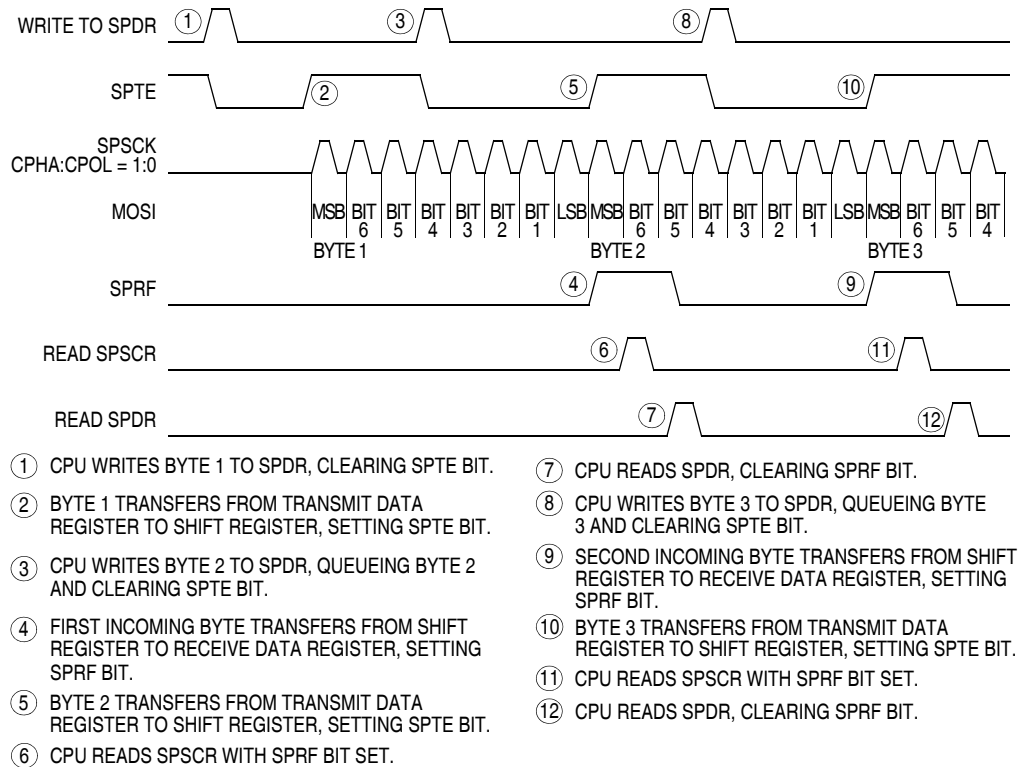 WRITE TO SPDR
1
3
8
SPTE
2
5
10
SPSCK
CPHA:CPOL = 1:0
MOSI
MSB BIT 6 BIT 5 BIT 4 BIT 3 BIT 2 BIT 1 LSB MSB BIT 6 BIT 5 BIT 4 BIT 3 BIT 2 BIT 1 LSB MSB BIT 6 BIT 5 BIT 4
BYTE 1 BYTE 2 BYTE 3
SPRF
4
9
READ SPSCR
6
11
READ SPDR
7
12
1 CPU WRITES BYTE 1 TO SPDR, CLEARING SPTE BIT.
2 BYTE 1 TRANSFERS FROM TRANSMIT DATA
REGISTER TO SHIFT REGISTER, SETTING SPTE BIT.
3 CPU WRITES BYTE 2 TO SPDR, QUEUEING BYTE 2
AND CLEARING SPTE BIT.
4 FIRST INCOMING BYTE TRANSFERS FROM SHIFT
REGISTER TO RECEIVE DATA REGISTER, SETTING
SPRF BIT.
5 BYTE 2 TRANSFERS FROM TRANSMIT DATA
REGISTER TO SHIFT REGISTER, SETTING SPTE BIT.
6 CPU READS SPSCR WITH SPRF BIT SET.
7 CPU READS SPDR, CLEARING SPRF BIT.
8 CPU WRITES BYTE 3 TO SPDR, QUEUEING BYTE
3 AND CLEARING SPTE BIT.
9 SECOND INCOMING BYTE TRANSFERS FROM SHIFT
REGISTER TO RECEIVE DATA REGISTER, SETTING
SPRF BIT.
10 BYTE 3 TRANSFERS FROM TRANSMIT DATA
REGISTER TO SHIFT REGISTER, SETTING SPTE BIT.
11 CPU READS SPSCR WITH SPRF BIT SET.
12 CPU READS SPDR, CLEARING SPRF BIT.